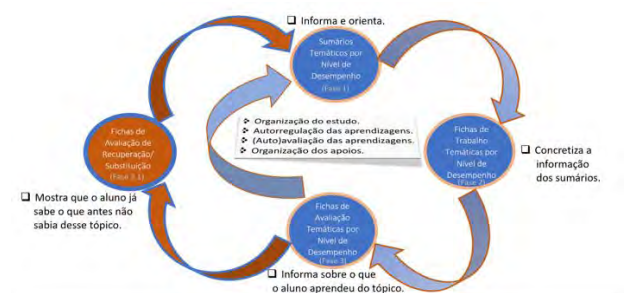 ❑ Informa e orienta.
Sumários
Temáticos por
Nível de
Desempenho
(Fase 1)
❖ Organização do estudo.
❖ Autorregulação das aprendizagens.
❖ (Auto)avaliação das aprendizagens.
❖ Organização dos apoios.
Fichas de
Avaliação de
Recuperação/
Substituição
(Fase 3.1)
❑ Mostra que o aluno já
sabe o que antes não
sabia desse tópico.
Fichas de
Trabalho
Temáticas por
Nível de
Desempenho
(Fase 2)
❑ Concretiza a
informação
dos sumários.
Fichas de
Avaliação
Temáticas por
Nível de
Desempenho
(Fase 3)
❑ Informa sobre o que
o aluno aprendeu do tópico.